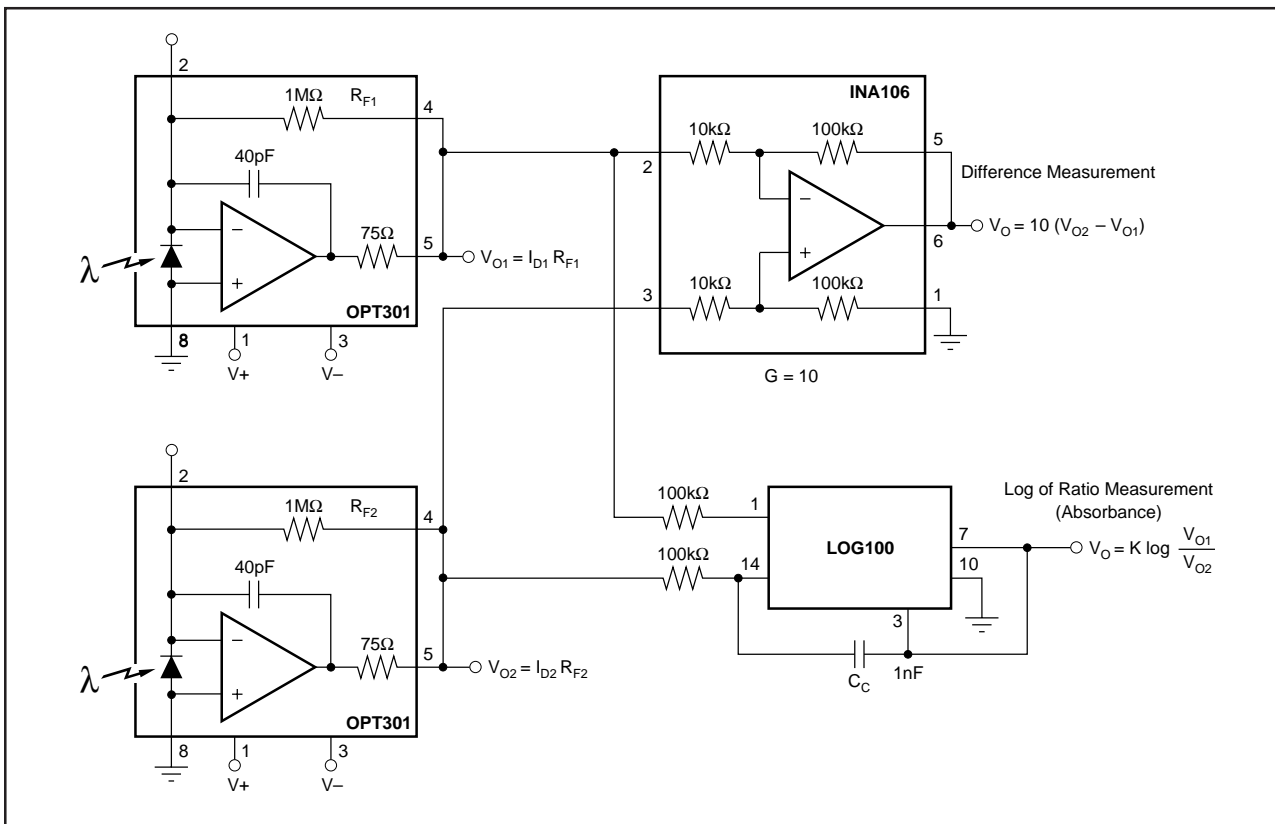 2
1MΩ
RF1
4
40pF
75Ω
5
VO1 = ID1 RF1
λ
OPT301
8
1
3
V+
V–
INA106
10kΩ
100kΩ
5
2
Difference Measurement
VO = 10 (VO2 – VO1)
6
3
10kΩ
100kΩ
1
G = 10
2
1MΩ
RF2
4
40pF
75Ω
5
VO2 = ID2 RF2
λ
OPT301
8
1
3
V+
V–
100kΩ
1
100kΩ
14
LOG100
7
10
3
CC
1nF
Log of Ratio Measurement
(Absorbance)
VO = K log VO1
VO2